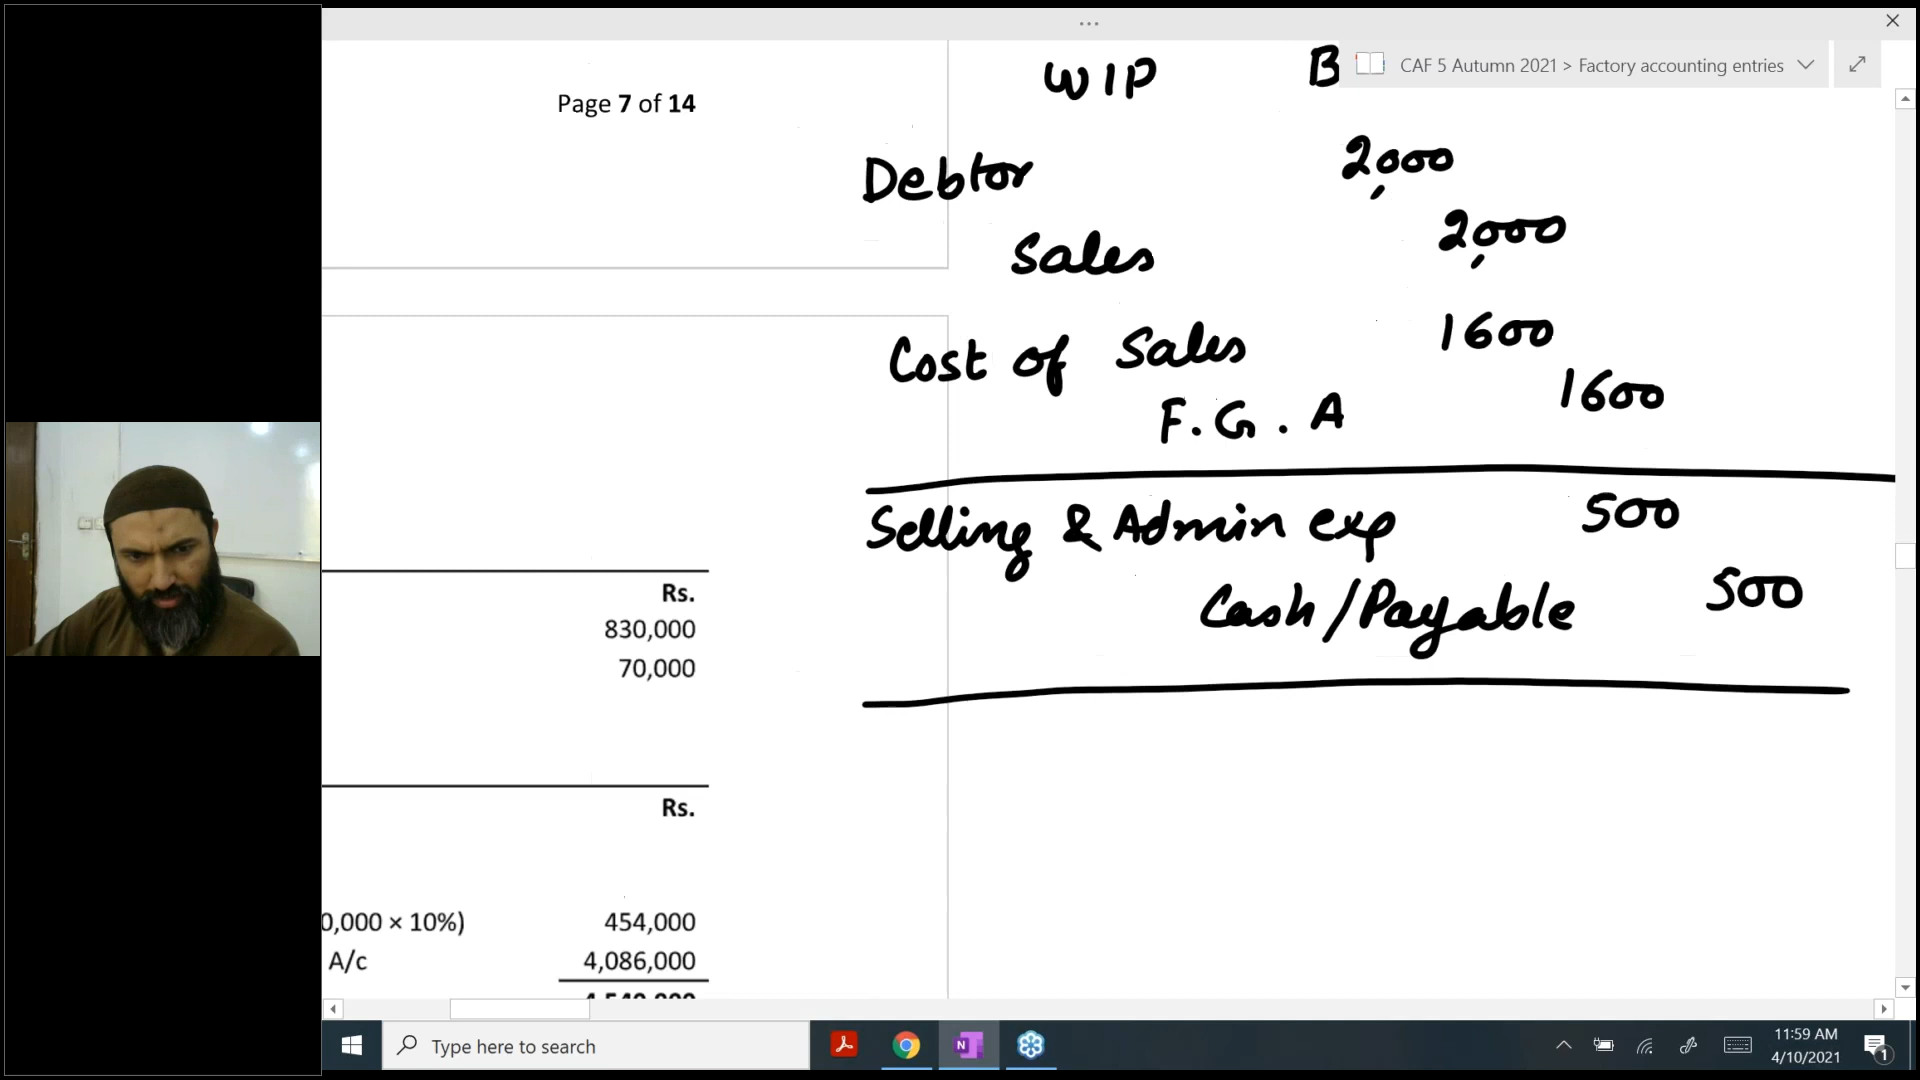 ...
CAF 5 Autumn 2021 > Factory accounting entries
Page 7 of 14
Rs.
830,000
70,000
Rs.
0,000 × 10%) 454,000
A/c 4,086,000
WIP B
Debtor 2,000
Sales 2,000
Cost of Sales 1600
F.G.A 1600
Selling & Admin exp 500
Cash/Payable 500
Type here to search
N
11:59 AM
4/10/2021
1